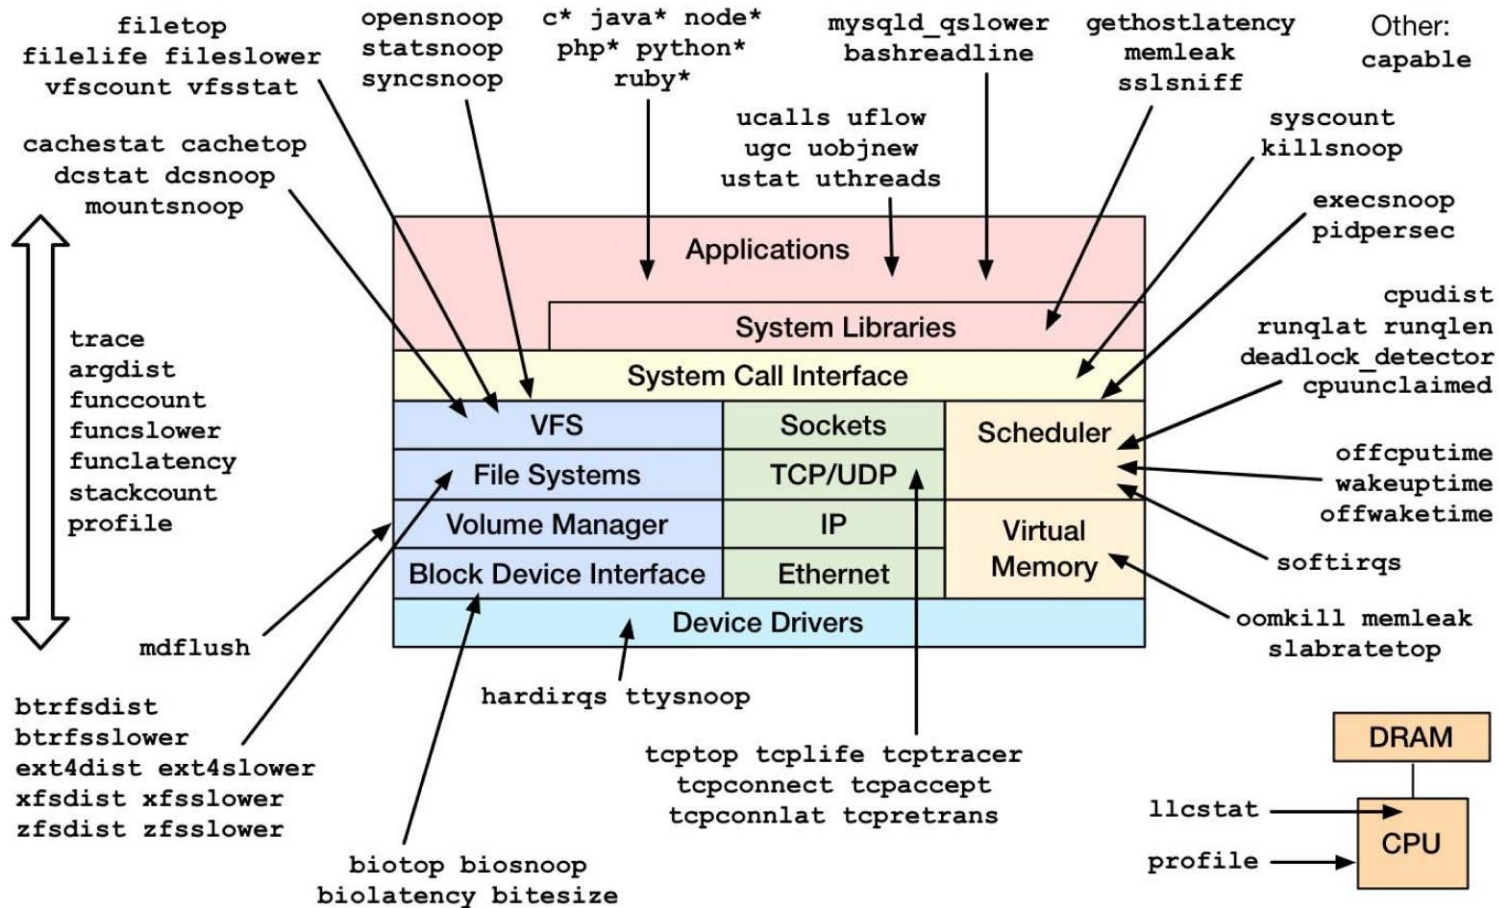 filetop
filelife fileslower
vfscount vfsstat
opensnoop
statsnoop
syncsnoop
c* java* node*
php* python*
ruby*
mysqld_qslower
bashreadline
gethostlatency
memleak
sslsniff
Other:
capable
cachestat cachetop
dcstat dcsnoop
mountsnoop
ucalls uflow
ugc uobjnew
ustat uthreads
syscount
killsnoop
execsnoop
pidpersec
Applications
System Libraries
System Call Interface
VFS
Sockets
Scheduler
File Systems
TCP/UDP
Volume Manager
IP
Virtual
Memory
Block Device Interface
Ethernet
Device Drivers
trace
argdist
funccount
funcslower
funclatency
stackcount
profile
cpudist
runqlat runqlen
deadlock_detector
cpuunclaimed
offcputime
wakeuptime
offwaketime
softirqs
oomkill memleak
slabratetop
mdflush
hardirqs ttysnoop
btrfsdist
btrfsslower
ext4dist ext4slower
xfsdist xfsslower
zfsdist zfsslower
tcptop tcplife tcptracer
tcpconnect tcpaccept
tcpconnlat tcpretrans
biotop biosnoop
biolatency bitesize
DRAM
llcstat
CPU
profile